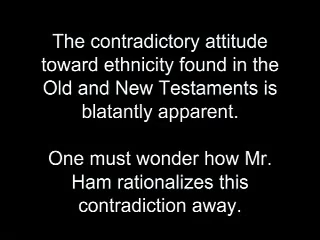 The contradictory attitude
toward ethnicity found in the
Old and New Testaments is
blatantly apparent.
One must wonder how Mr.
Ham rationalizes this
contradiction away.